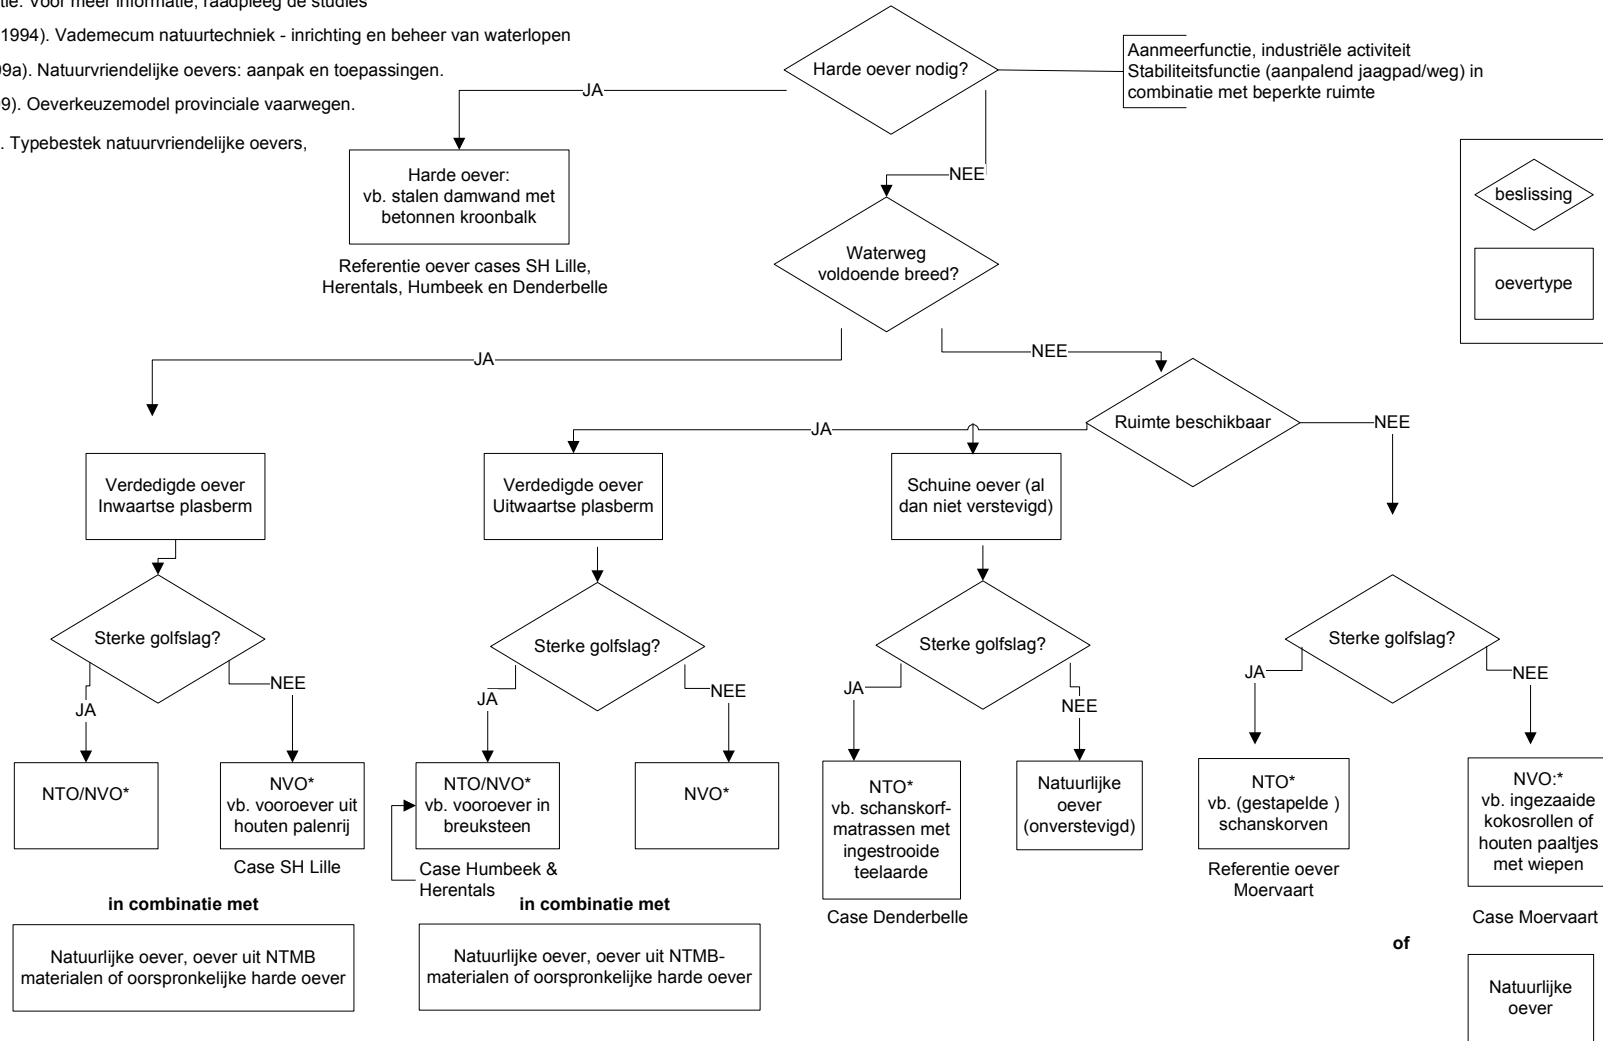 tie. Voor meer informatie, raadpleeg de studies
1994). Vademecum natuurtechniek - inrichting en beheer van waterlopen
9a). Natuurvriendelijke oevers: aanpak en toepassingen.
9). Oeverkeuzemodel provinciale vaarwegen.
. Typebestek natuurvriendelijke oevers,
Harde oever nodig?
Aanmeerfunctie, industriële activiteit
Stabiliteitsfunctie (aanpalend jaagpad/weg) in
combinatie met beperkte ruimte
JA
NEE
Harde oever:
vb. stalen damwand met
betonnen kroonbalk
Referentie oever cases SH Lille,
Herentals, Humbeek en Denderbelle
beslissing
oevertype
Waterweg
voldoende breed?
JA
NEE
Ruimte beschikbaar
JA
NEE
Verdedigde oever
Inwaartse plasberm
Verdedigde oever
Uitwaartse plasberm
Schuine oever (al
dan niet verstevigd)
Sterke golfslag?
Sterke golfslag?
Sterke golfslag?
Sterke golfslag?
JA
NEE
JA
NEE
JA
NEE
JA
NEE
NTO/NVO*
NVO*
vb. vooroever uit
houten palenrij
Case SH Lille
NTO/NVO*
vb. vooroever in
breuksteen
Case Humbeek &
Herentals
NVO*
NTO*
vb. schanskorf-
matrassen met
ingestrooide
teelaarde
Case Denderbelle
Natuurlijke
oever
(onverstevigd)
NTO*
vb. (gestapelde )
schanskorven
Referentie oever
Moervaart
NVO:*
vb. ingezaaide
kokosrollen of
houten paaltjes
met wiepen
Case Moervaart
in combinatie met
Natuurlijke oever, oever uit NTMB
materialen of oorspronkelijke harde oever
in combinatie met
Natuurlijke oever, oever uit NTMB-
materialen of oorspronkelijke harde oever
of
Natuurlijke
oever